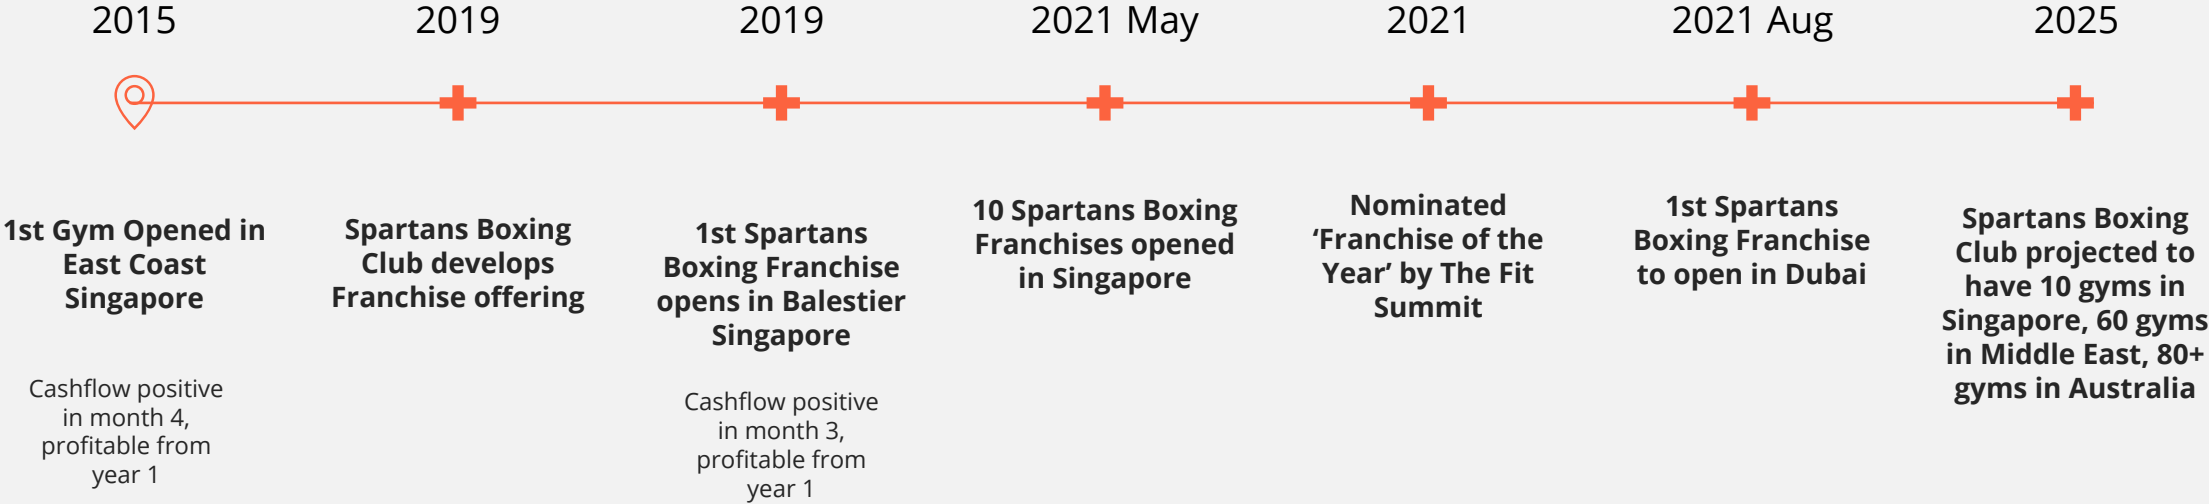 2015
1st Gym Opened in
East Coast
Singapore
Cashflow positive
in month 4,
profitable from
year 1
2019
Spartans Boxing
Club develops
Franchise offering
2019
1st Spartans
Boxing Franchise
opens in Balestier
Singapore
Cashflow positive
in month 3,
profitable from
year 1
2021 May
10 Spartans Boxing
Franchises opened
in Singapore
2021
Nominated
‘Franchise of the
Year’ by The Fit
Summit
2021 Aug
1st Spartans
Boxing Franchise
to open in Dubai
2025
Spartans Boxing
Club projected to
have 10 gyms in
Singapore, 60 gyms
in Middle East, 80+
gyms in Australia